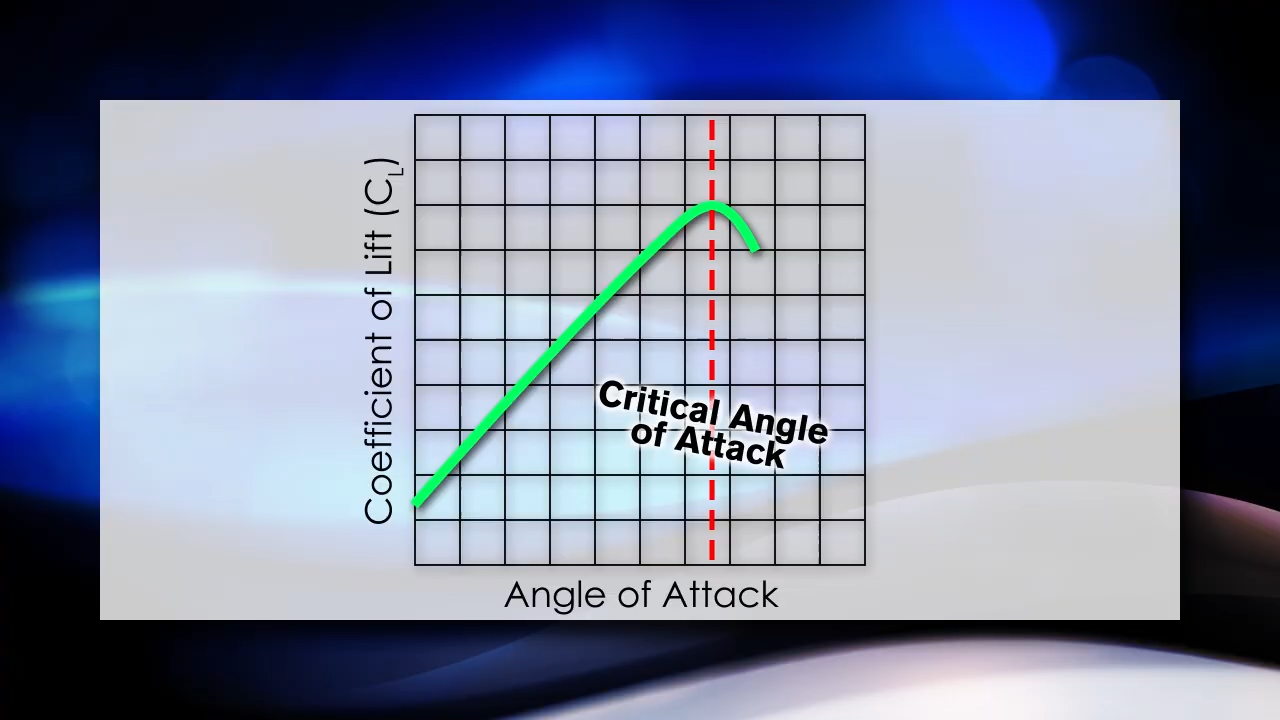 Coefficient of Lift (CL)
Critical Angle
of Attack
Angle of Attack